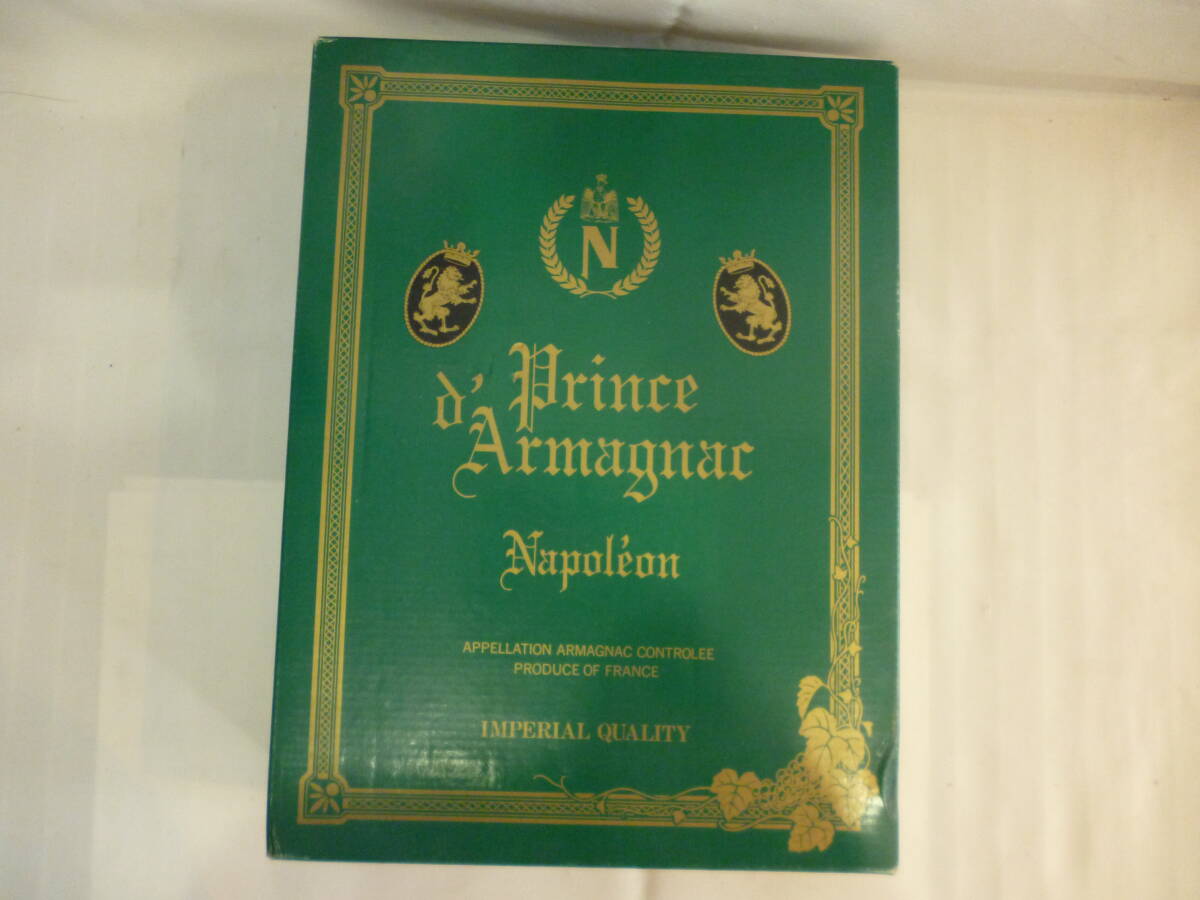 N
Prince
d'Armagnac
Napoléon
APPELLATION ARMAGNAC CONTROLEE
PRODUCE OF FRANCE
IMPERIAL QUALITY